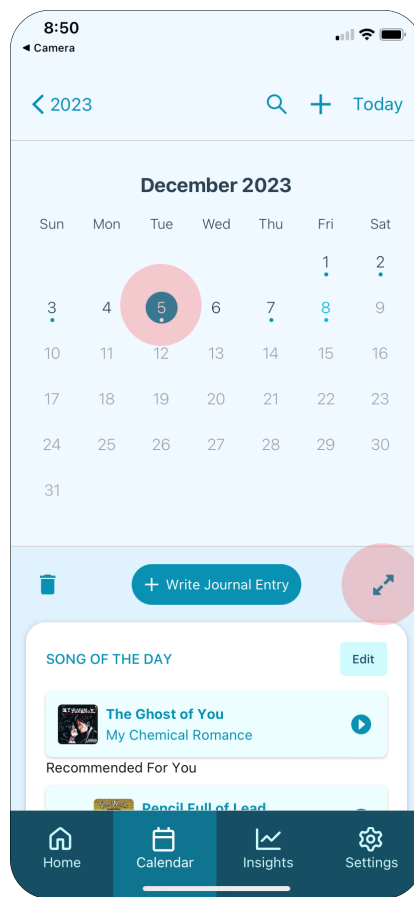 8:50
Camera
2023
Today
December 2023
Sun Mon Tue Wed Thu Fri Sat
1 2
3 4 5 6 7 8 9
10 11 12 13 14 15 16
17 18 19 20 21 22 23
24 25 26 27 28 29 30
31
+ Write Journal Entry
SONG OF THE DAY
Edit
The Ghost of You
My Chemical Romance
Recommended For You
Pencil Full of Lead
Home Calendar Insights Settings